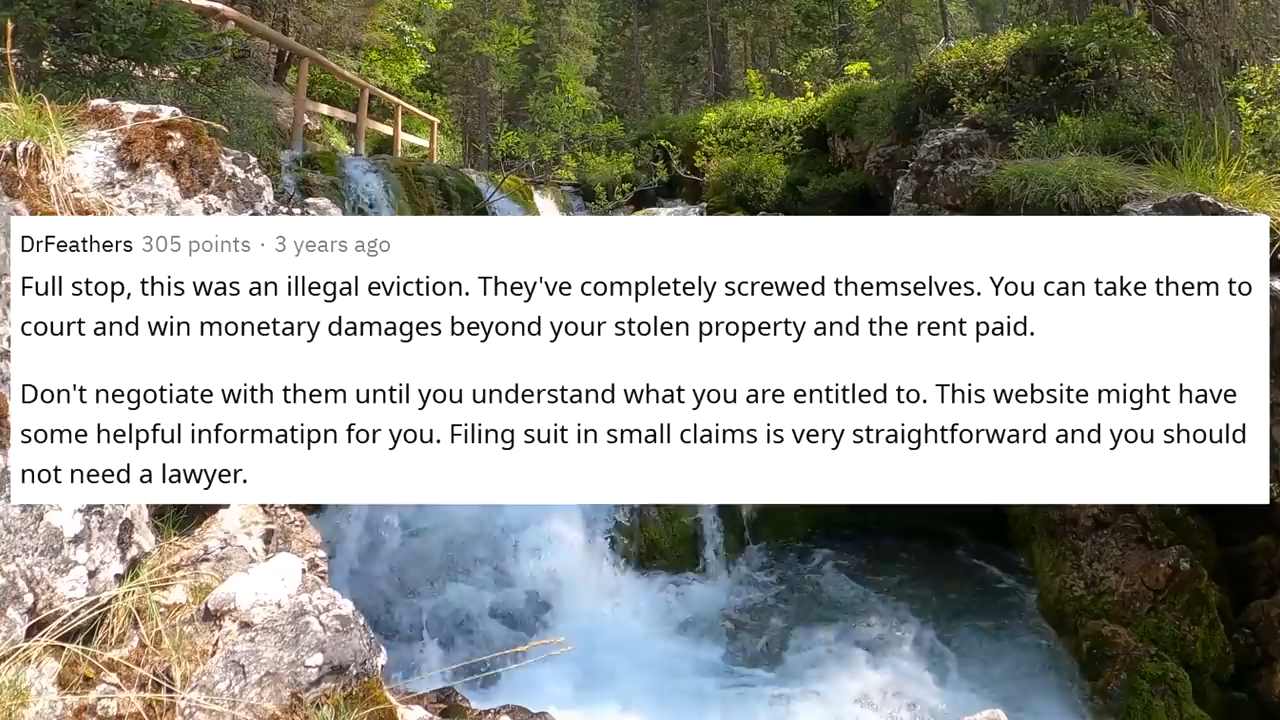 DrFeathers 305 points · 3 years ago
Full stop, this was an illegal eviction. They've completely screwed themselves. You can take them to
court and win monetary damages beyond your stolen property and the rent paid.
Don't negotiate with them until you understand what you are entitled to. This website might have
some helpful informatipn for you. Filing suit in small claims is very straightforward and you should
not need a lawyer.